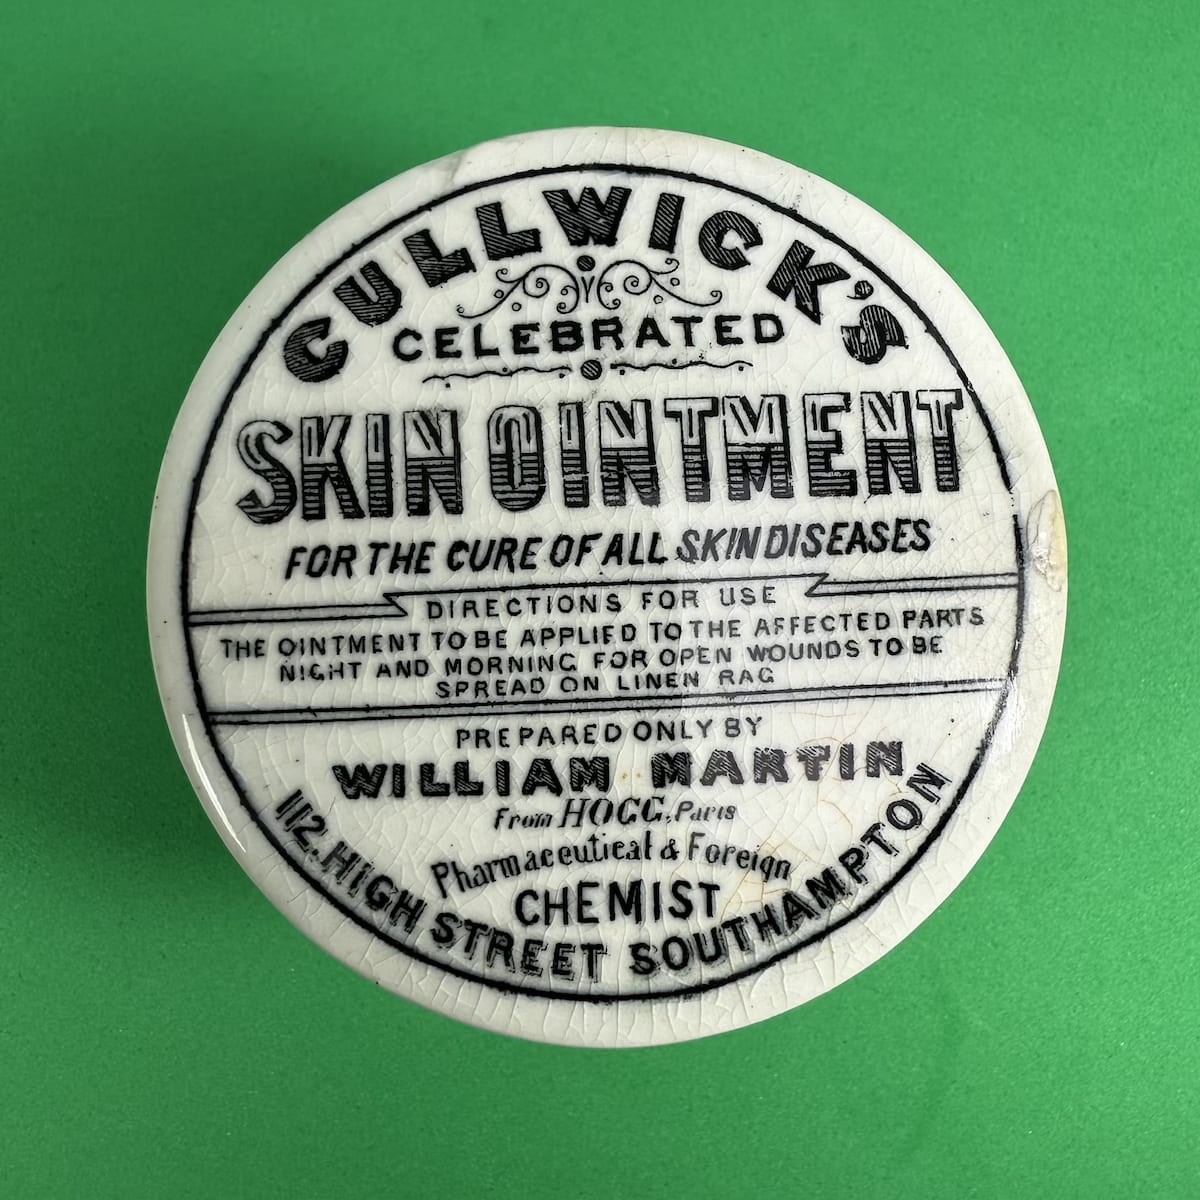 CULLWICK'S
CELEBRATED
SKIN OINTMENT
FOR THE CURE OF ALL SKIN DISEASES
DIRECTIONS FOR USE
THE OINTMENT TO BE APPLIED TO THE AFFECTED PARTS
NIGHT AND MORNING FOR OPEN WOUNDS TO BE
SPREAD ON LINEN RAG
PREPARED ONLY BY
WILLIAM MARTIN
From HOGG, Paris
Pharmaceutical & Foreign
CHEMIST
112, HIGH STREET SOUTHAMPTON